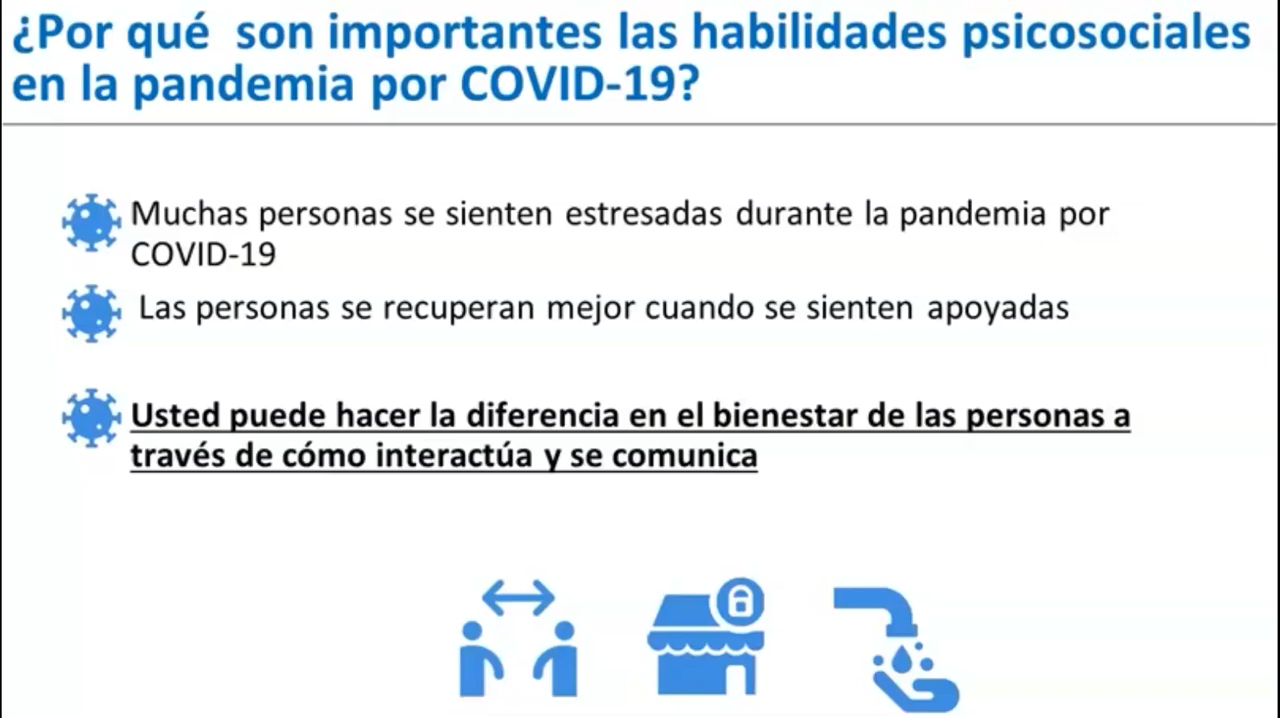 ¿Por qué son importantes las habilidades psicosociales
en la pandemia por COVID-19?
Muchas personas se sienten estresadas durante la pandemia por
COVID-19
Las personas se recuperan mejor cuando se sienten apoyadas
Usted puede hacer la diferencia en el bienestar de las personas a
través de cómo interactúa y se comunica